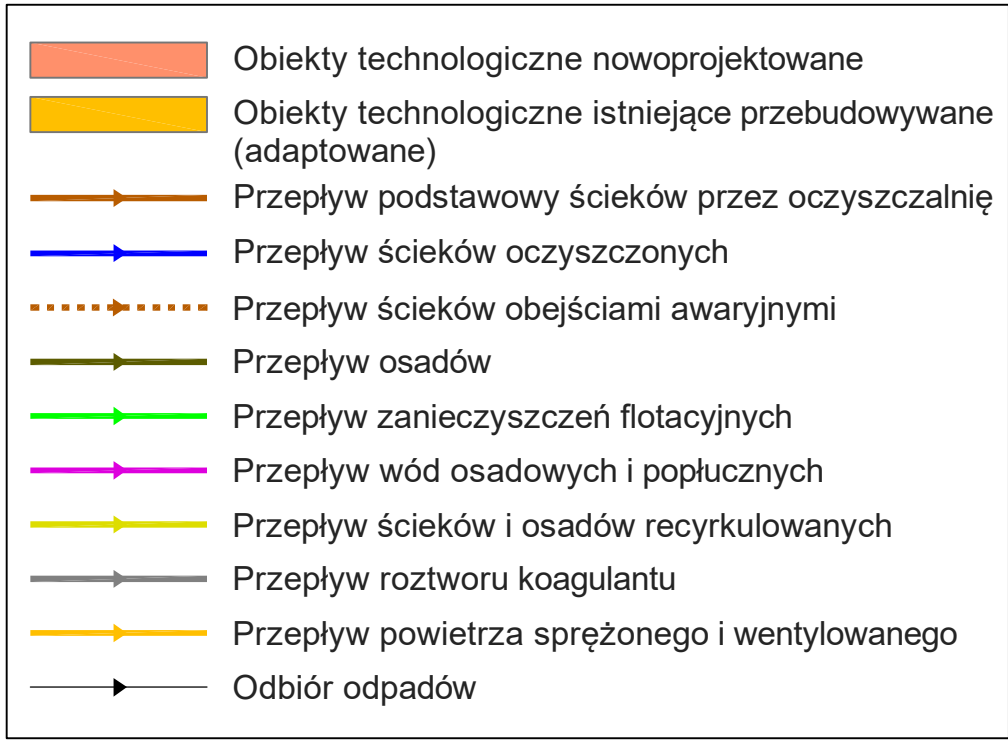 Obiekty technologiczne nowoprojektowane
Obiekty technologiczne istniejące przebudowywane
(adaptowane)
Przepływ podstawowy ścieków przez oczyszczalnię
Przepływ ścieków oczyszczonych
Przepływ ścieków obejściami awaryjnymi
Przepływ osadów
Przepływ zanieczyszczeń flotacyjnych
Przepływ wód osadowych i popłucznych
Przepływ ścieków i osadów recyrkulowanych
Przepływ roztworu koagulantu
Przepływ powietrza sprężonego i wentylowanego
Odbiór odpadów